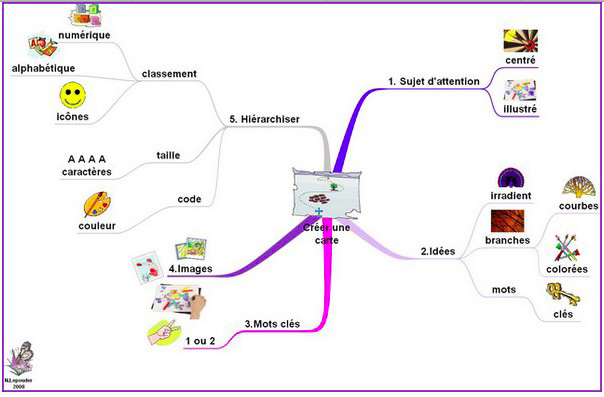 numérique
alphabétique
classement
icônes
5. Hiérarchiser
A A A A
caractères
taille
code
couleur
1. Sujet d'attention
centré
illustré
Créer une
carte
2.Idées
irradient
branches
courbes
colorées
mots
clés
4.Images
3.Mots clés
1 ou 2
2008